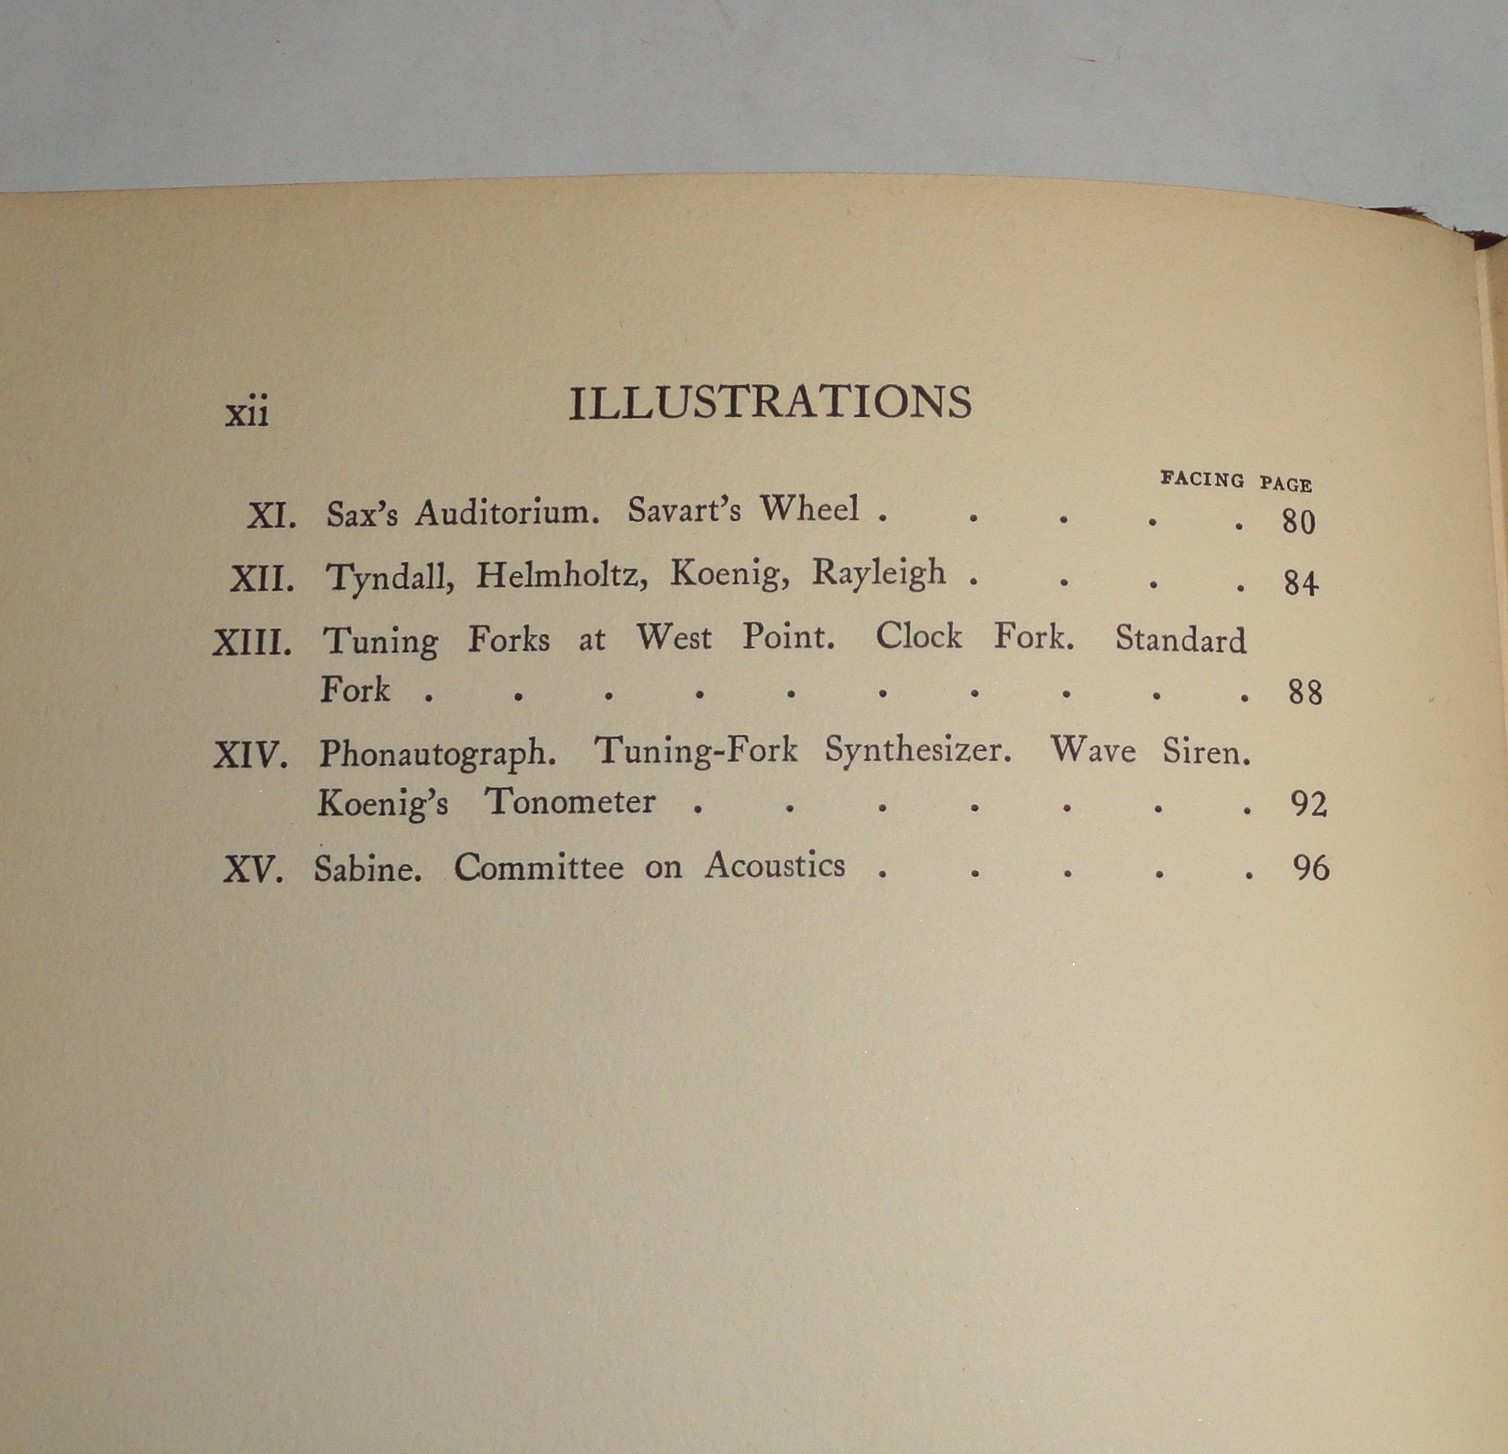 xii ILLUSTRATIONS
FACING PAGE
XI. Sax's Auditorium. Savart's Wheel . . . . . 80
XII. Tyndall, Helmholtz, Koenig, Rayleigh . . . . 84
XIII. Tuning Forks at West Point. Clock Fork. Standard
Fork . . . . . . . . . . 88
XIV. Phonautograph. Tuning-Fork Synthesizer. Wave Siren.
Koenig's Tonometer . . . . . . . 92
XV. Sabine. Committee on Acoustics . . . . . 96